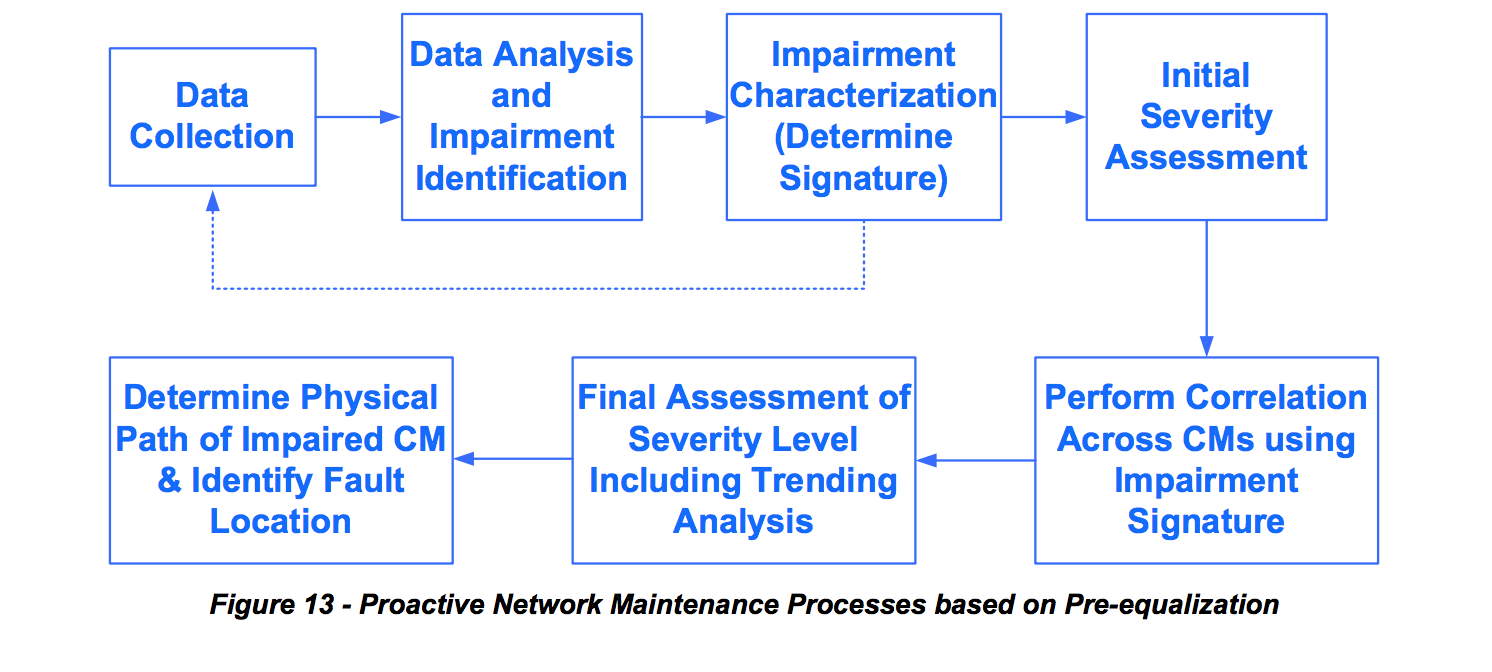 Data
Collection
Data Analysis
and
Impairment
Identification
Impairment
Characterization
(Determine
Signature)
Initial
Severity
Assessment
Perform Correlation
Across CMs using
Impairment
Signature
Final Assessment of
Severity Level
Including Trending
Analysis
Determine Physical
Path of Impaired CM
& Identify Fault
Location
Figure 13 - Proactive Network Maintenance Processes based on Pre-equalization